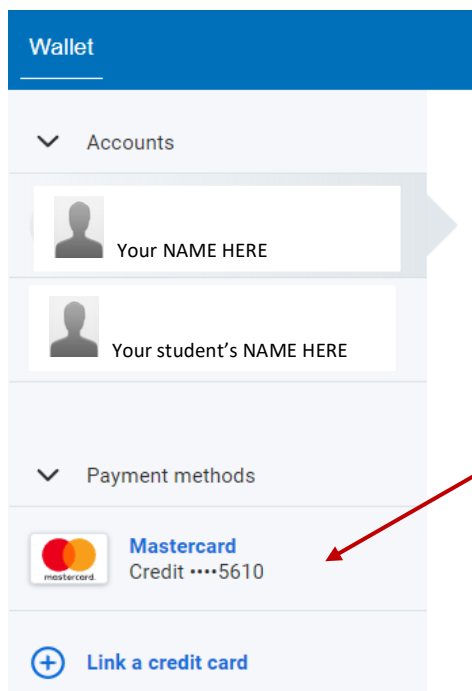 Wallet
Accounts
Your NAME HERE
Your student’s NAME HERE
Payment methods
mastercard.
Mastercard
Credit ••••5610
Link a credit card